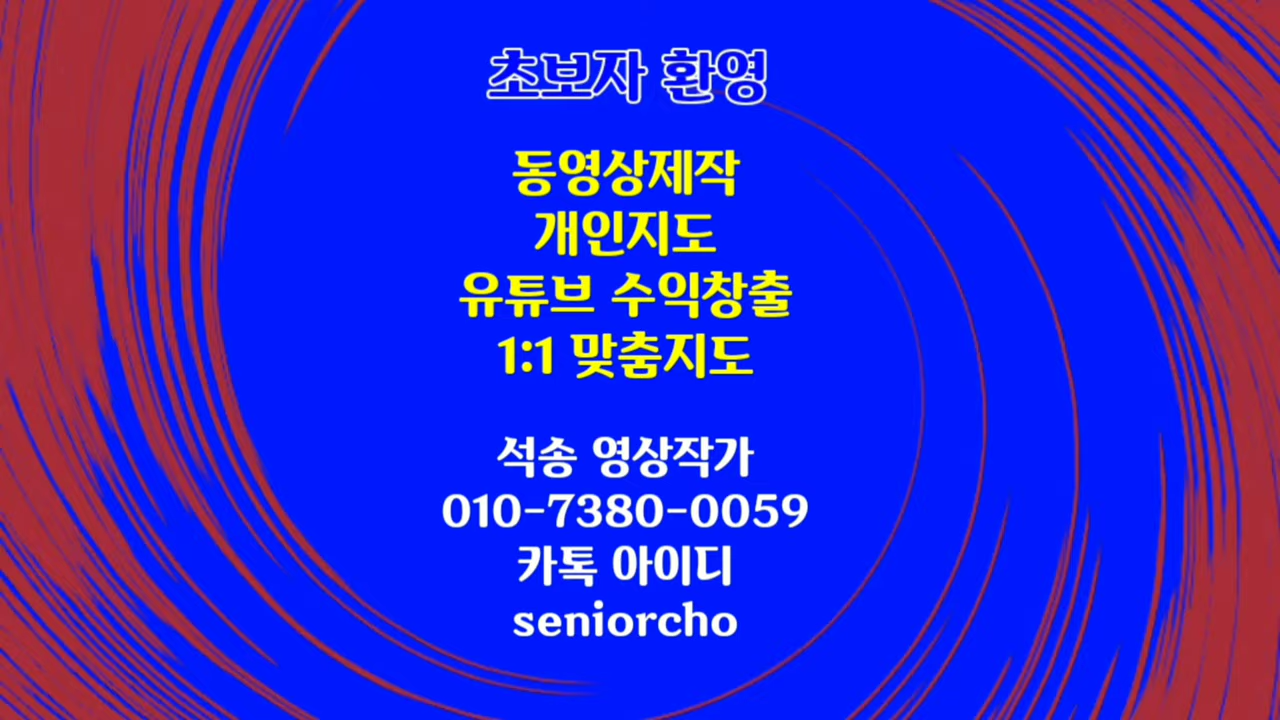 초보자 환영
동영상제작
개인지도
유튜브 수익창출
1:1 맞춤지도
석송 영상작가
010-7380-0059
카톡 아이디
seniorcho